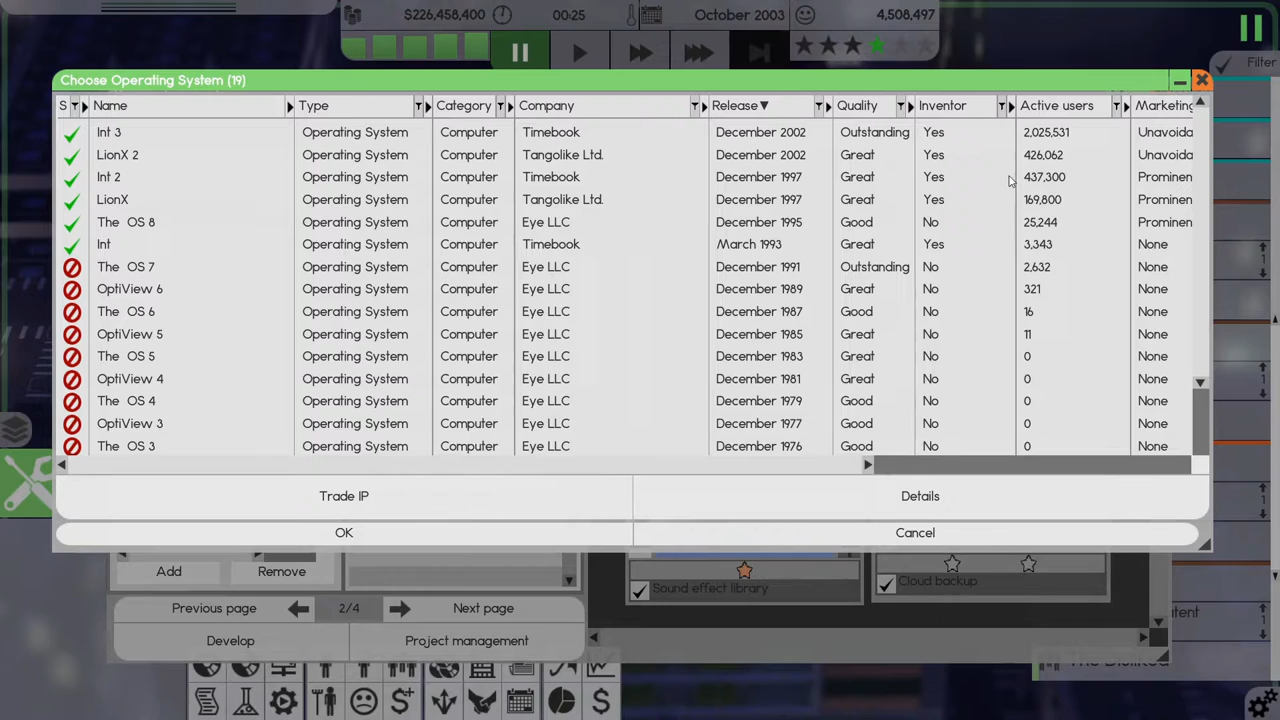 $226,458,400 00:25 October 2003 4,508,497
Filter
Choose Operating System (19)
S Name Type Category Company Release Quality Inventor Active users Marketing
Int 3 Operating System Computer Timebook December 2002 Outstanding Yes 2,025,531 Unavoida
LionX 2 Operating System Computer Tangolike Ltd. December 2002 Great Yes 426,062 Unavoida
Int 2 Operating System Computer Timebook December 1997 Great Yes 437,300 Prominen
LionX Operating System Computer Tangolike Ltd. December 1997 Great Yes 169,800 Prominen
The OS 8 Operating System Computer Eye LLC December 1995 Good No 25,244 Prominen
Int Operating System Computer Timebook March 1993 Great Yes 3,343 None
The OS 7 Operating System Computer Eye LLC December 1991 Outstanding No 2,632 None
OptiView 6 Operating System Computer Eye LLC December 1989 Great No 321 None
The OS 6 Operating System Computer Eye LLC December 1987 Good No 16 None
OptiView 5 Operating System Computer Eye LLC December 1985 Great No 11 None
The OS 5 Operating System Computer Eye LLC December 1983 Great No 0 None
OptiView 4 Operating System Computer Eye LLC December 1981 Great No 0 None
The OS 4 Operating System Computer Eye LLC December 1979 Good No 0 None
OptiView 3 Operating System Computer Eye LLC December 1977 Good No 0 None
The OS 3 Operating System Computer Eye LLC December 1976 Good No 0 None
Trade IP Details
OK Cancel
Add Remove
Sound effect library Cloud backup
Previous page 2/4 Next page
Develop Project management
The Disliked